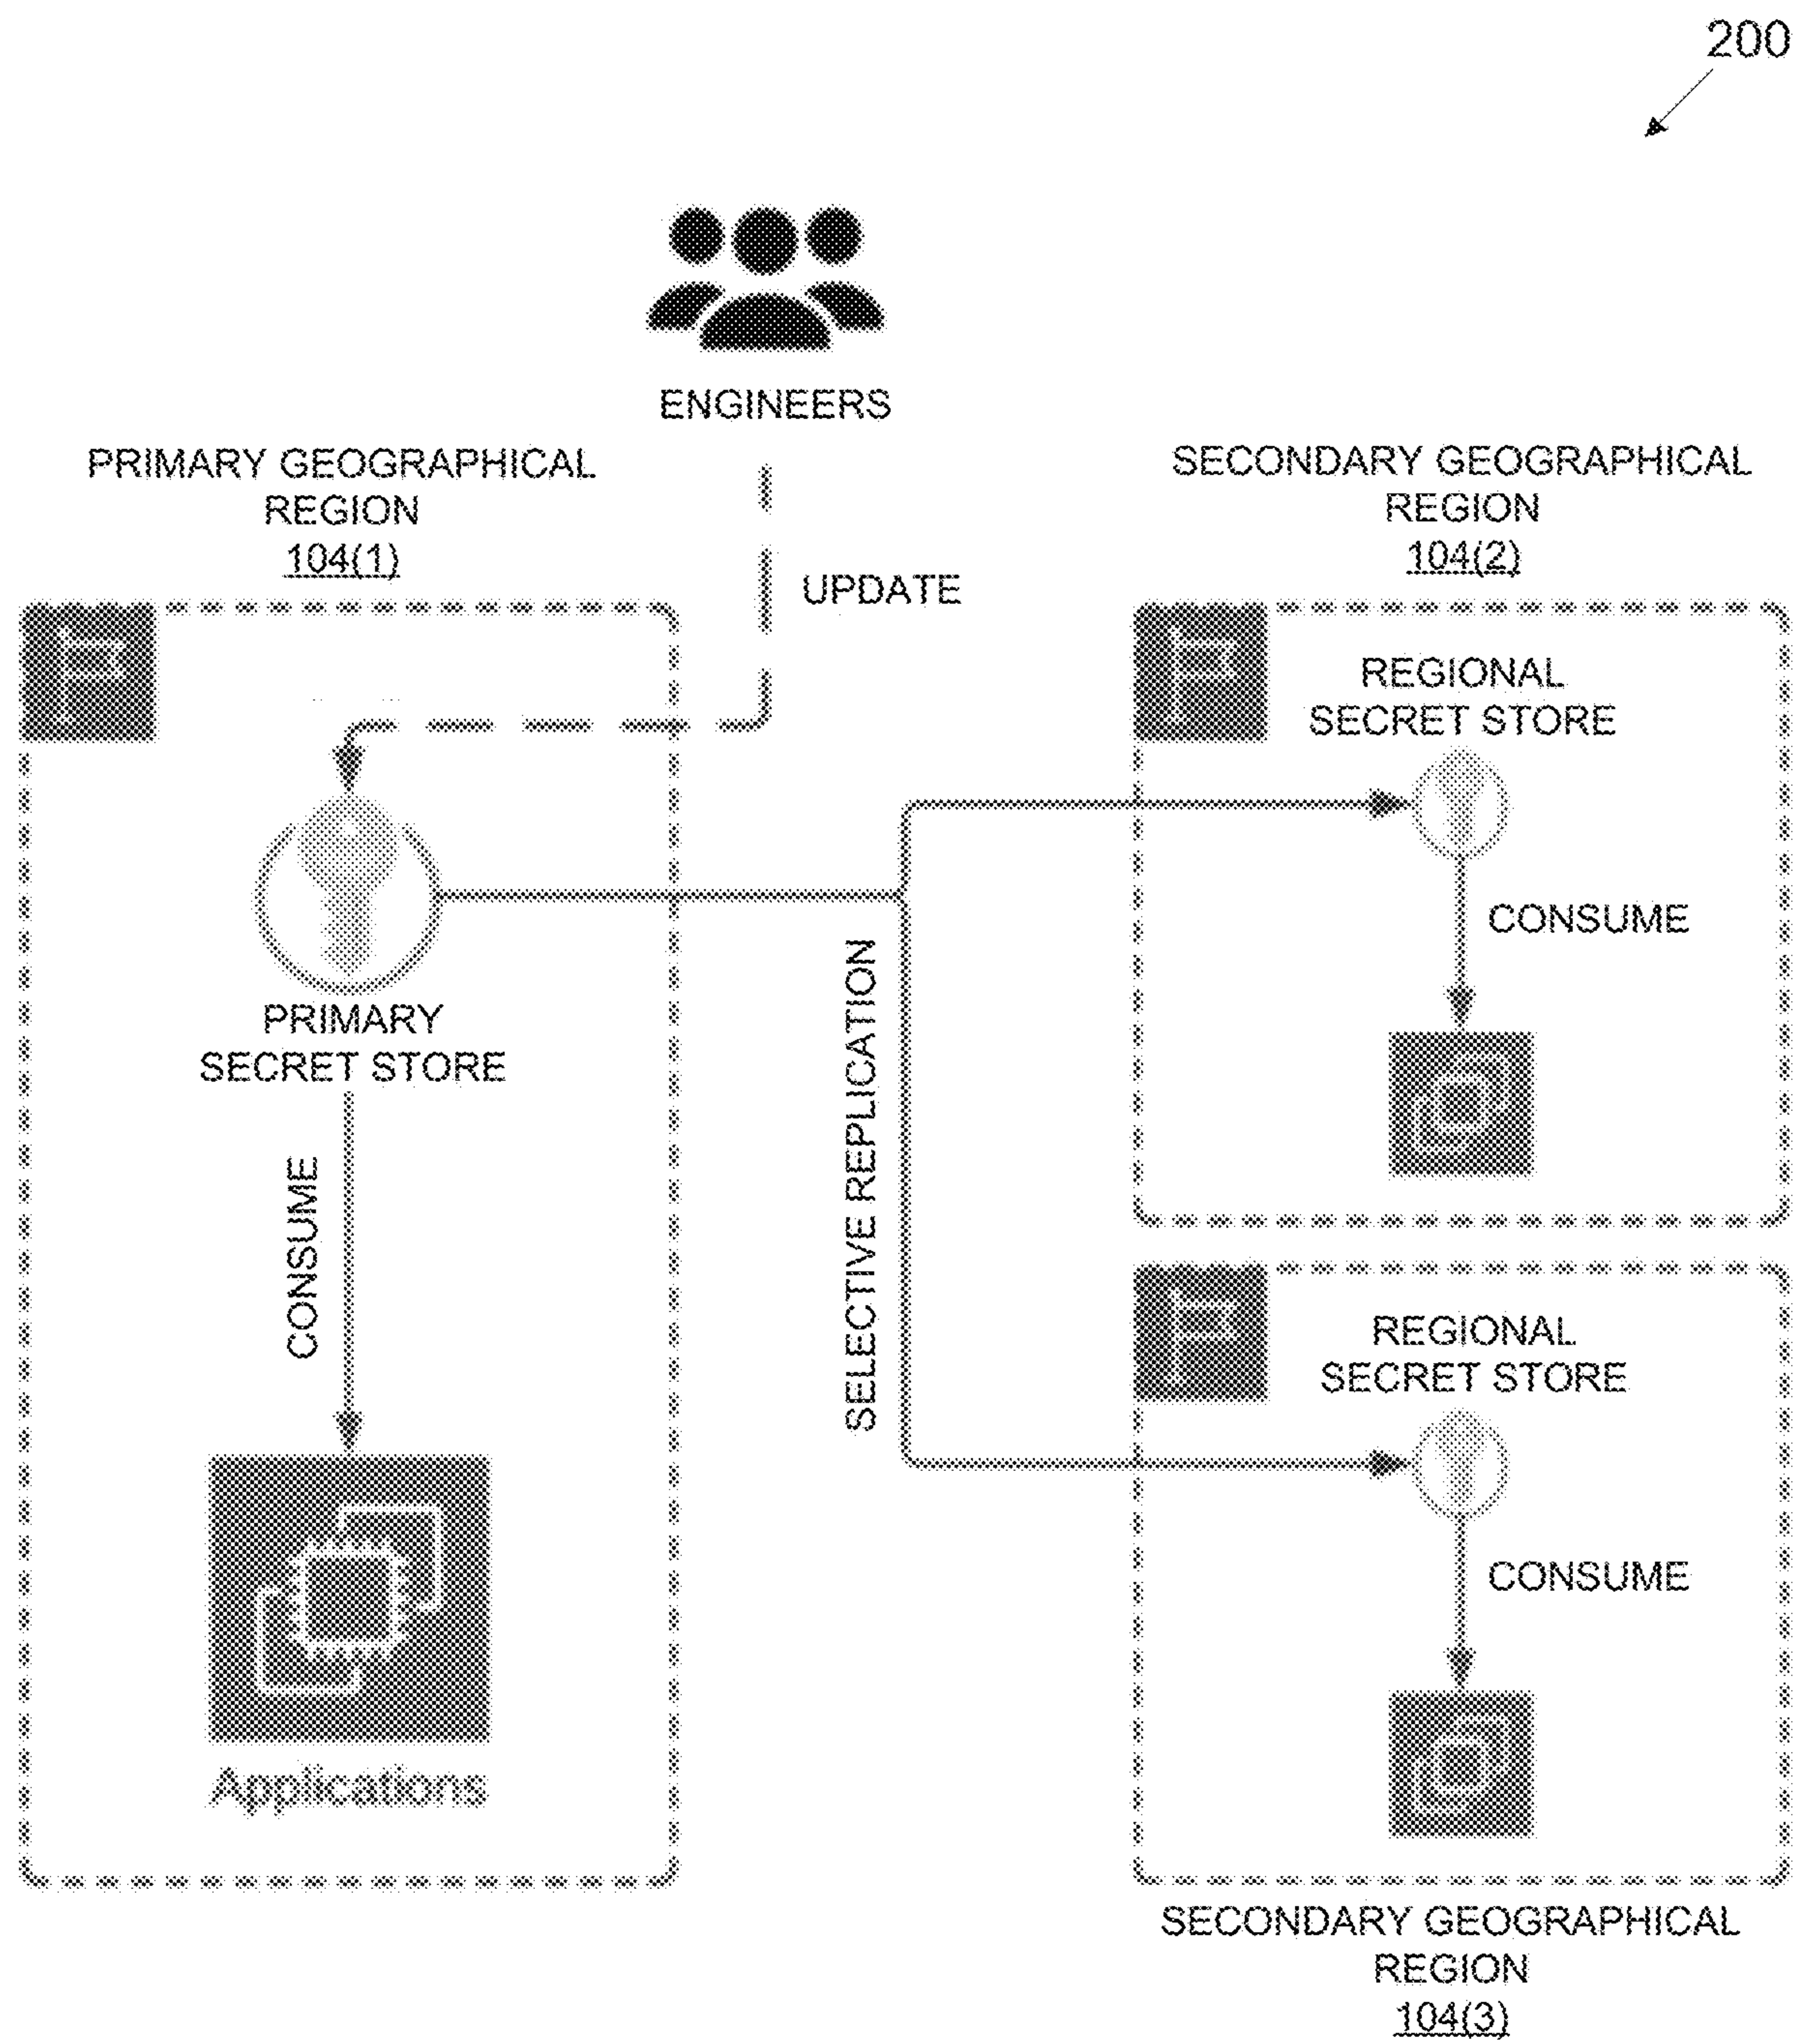 200
ENGINEERS
PRIMARY GEOGRAPHICAL
REGION
104(1)
UPDATE
SECONDARY GEOGRAPHICAL
REGION
104(2)
REGIONAL
SECRET STORE
CONSUME
PRIMARY
SECRET STORE
CONSUME
SELECTIVE REPLICATION
REGIONAL
SECRET STORE
CONSUME
Applications
SECONDARY GEOGRAPHICAL
REGION
104(3)